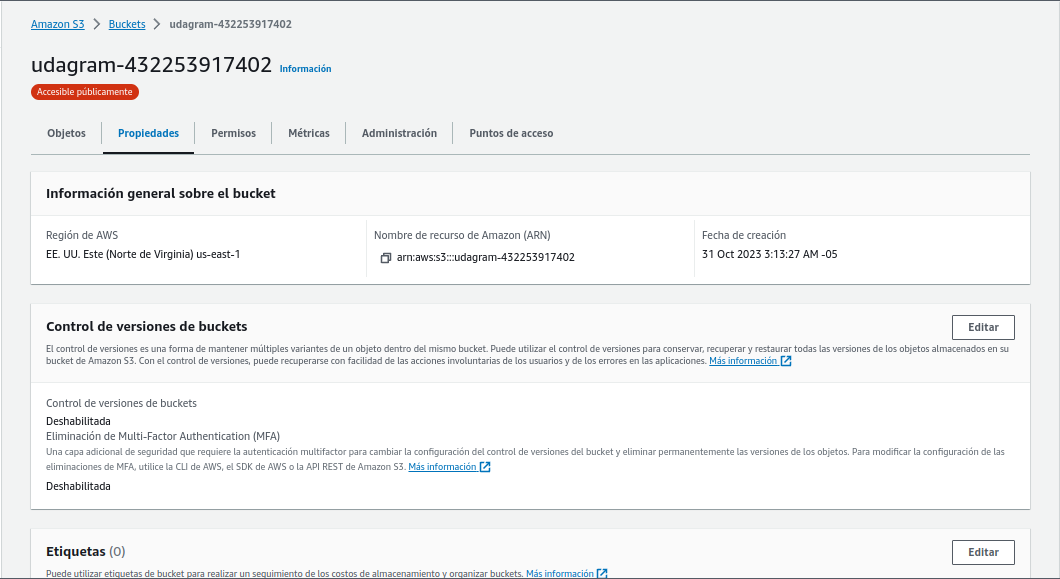 Amazon S3 > Buckets > udagram-432253917402
udagram-432253917402 Información
Accesible públicamente
Objetos Propiedades Permisos Métricas Administración Puntos de acceso
Información general sobre el bucket
Región de AWS
EE. UU. Este (Norte de Virginia) us-east-1
Nombre de recurso de Amazon (ARN)
arn:aws:s3:::udagram-432253917402
Fecha de creación
31 Oct 2023 3:13:27 AM -05
Control de versiones de buckets
Editar
El control de versiones es una forma de mantener múltiples variantes de un objeto dentro del mismo bucket. Puede utilizar el control de versiones para conservar, recuperar y restaurar todas las versiones de los objetos almacenados en su
bucket de Amazon S3. Con el control de versiones, puede recuperarse con facilidad de las acciones involuntarias de los usuarios y de los errores en las aplicaciones. Más información
Control de versiones de buckets
Deshabilitada
Eliminación de Multi-Factor Authentication (MFA)
Una capa adicional de seguridad que requiere la autenticación multifactor para cambiar la configuración del control de versiones del bucket y eliminar permanentemente las versiones de los objetos. Para modificar la configuración de las
eliminaciones de MFA, utilice la CLI de AWS, el SDK de AWS o la API REST de Amazon S3. Más información
Deshabilitada
Etiquetas (0)
Editar
Puede utilizar etiquetas de bucket para realizar un seguimiento de los costos de almacenamiento y organizar buckets. Más información